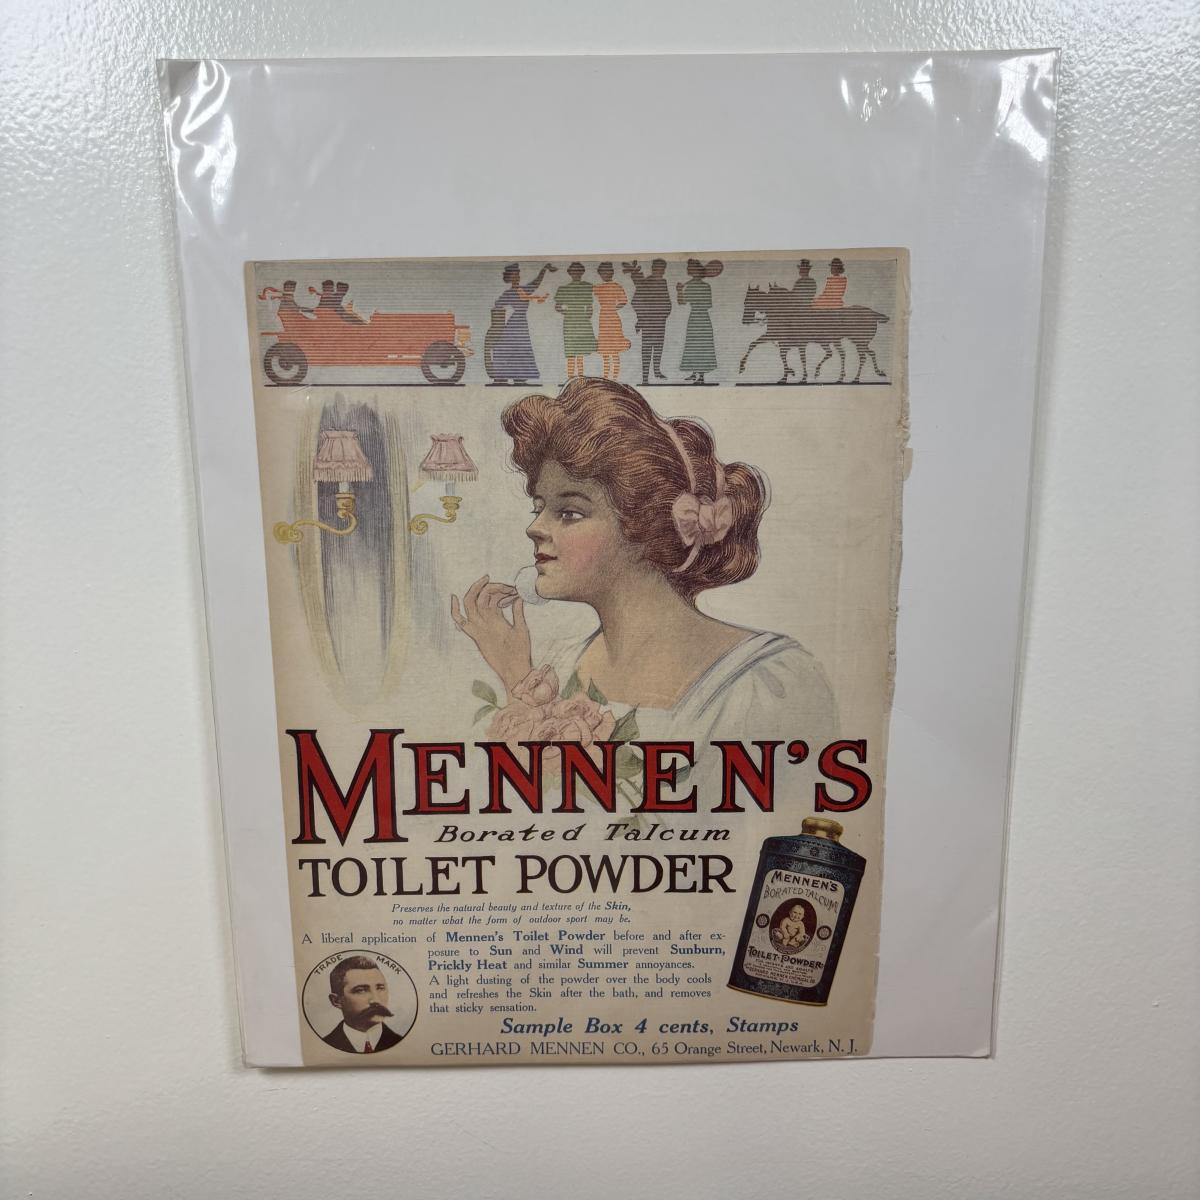 MENNEN'S
Borated Talcum
TOILET POWDER
Preserves the natural beauty and texture of the Skin,
no matter what the form of outdoor sport may be.
A liberal application of Mennen's Toilet Powder before and after ex-
posure to Sun and Wind will prevent Sunburn,
Prickly Heat and similar Summer annoyances.
A light dusting of the powder over the body cools
and refreshes the Skin after the bath, and removes
that sticky sensation.
TRADE MARK
Sample Box 4 cents, Stamps
GERHARD MENNEN CO., 65 Orange Street, Newark, N. J.
MENNEN'S
BORATED TALCUM
TOILET POWDER